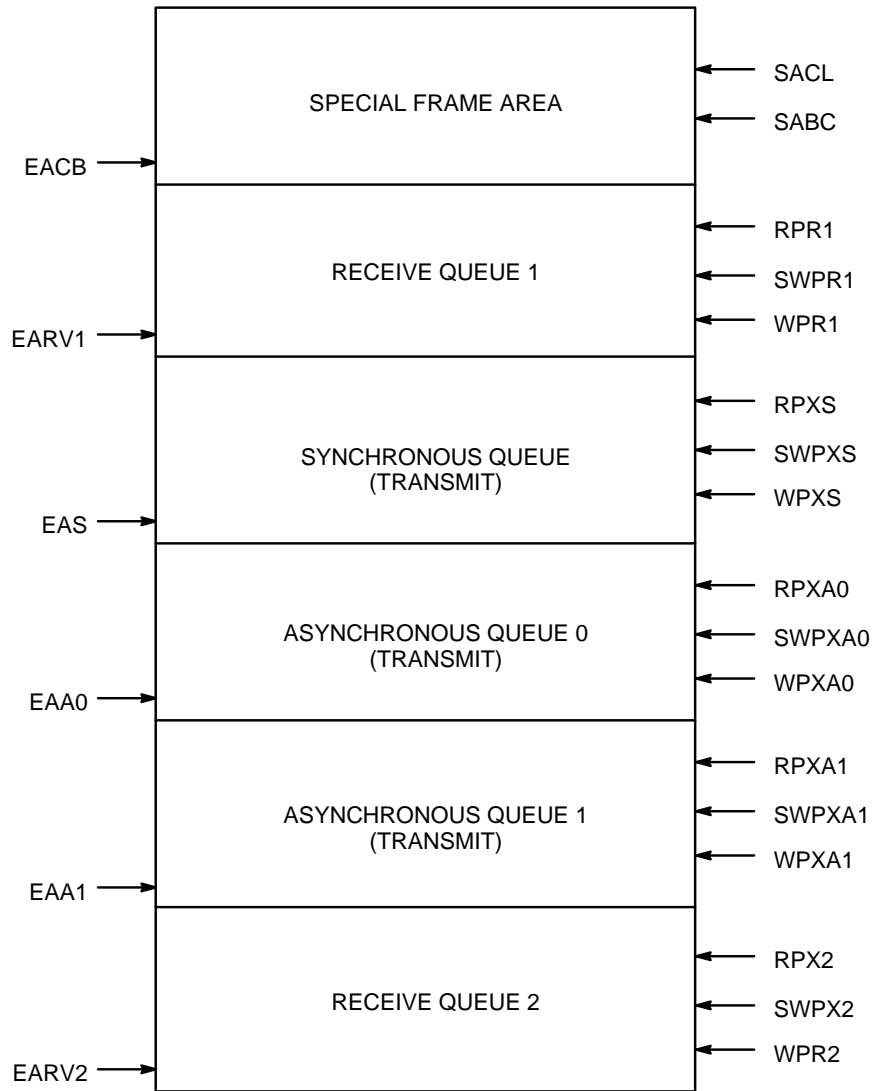 SACL
SPECIAL FRAME AREA
SABC
EACB
RPR1
RECEIVE QUEUE 1
SWPR1
WPR1
EARV1
RPXS
SYNCHRONOUS QUEUE
(TRANSMIT)
SWPXS
WPXS
EAS
RPXA0
ASYNCHRONOUS QUEUE 0
(TRANSMIT)
SWPXA0
WPXA0
EAA0
RPXA1
ASYNCHRONOUS QUEUE 1
(TRANSMIT)
SWPXA1
WPXA1
EAA1
RPX2
RECEIVE QUEUE 2
SWPX2
WPR2
EARV2